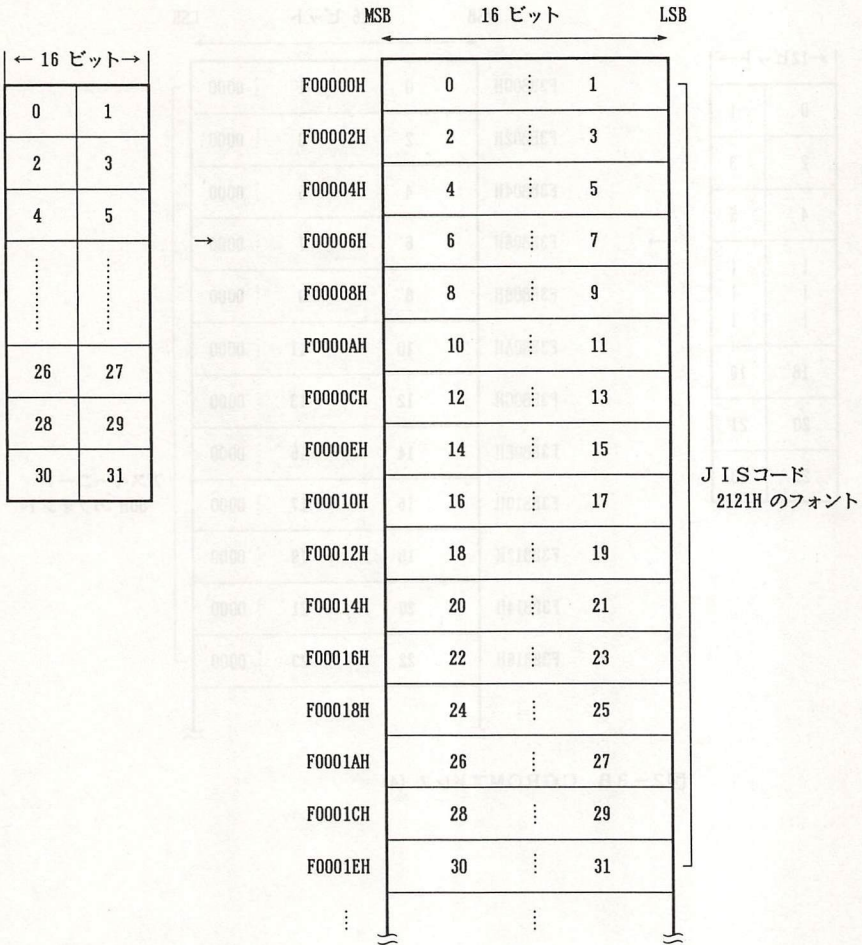 MSB 16 ビット LSB
← 16 ビット→
0 1
2 3
4 5
26 27
28 29
30 31
→
F00000H 0 1
F00002H 2 3
F00004H 4 5
F00006H 6 7
F00008H 8 9
F0000AH 10 11
F0000CH 12 13
F0000EH 14 15
F00010H 16 17
F00012H 18 19
F00014H 20 21
F00016H 22 23
F00018H 24 25
F0001AH 26 27
F0001CH 28 29
F0001EH 30 31
JISコード
2121H のフォント